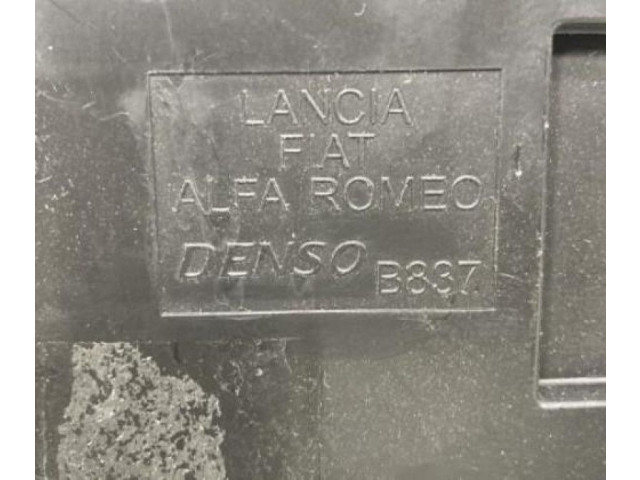 LANCIA
FIAT
ALFA ROMEO
DENSO B837